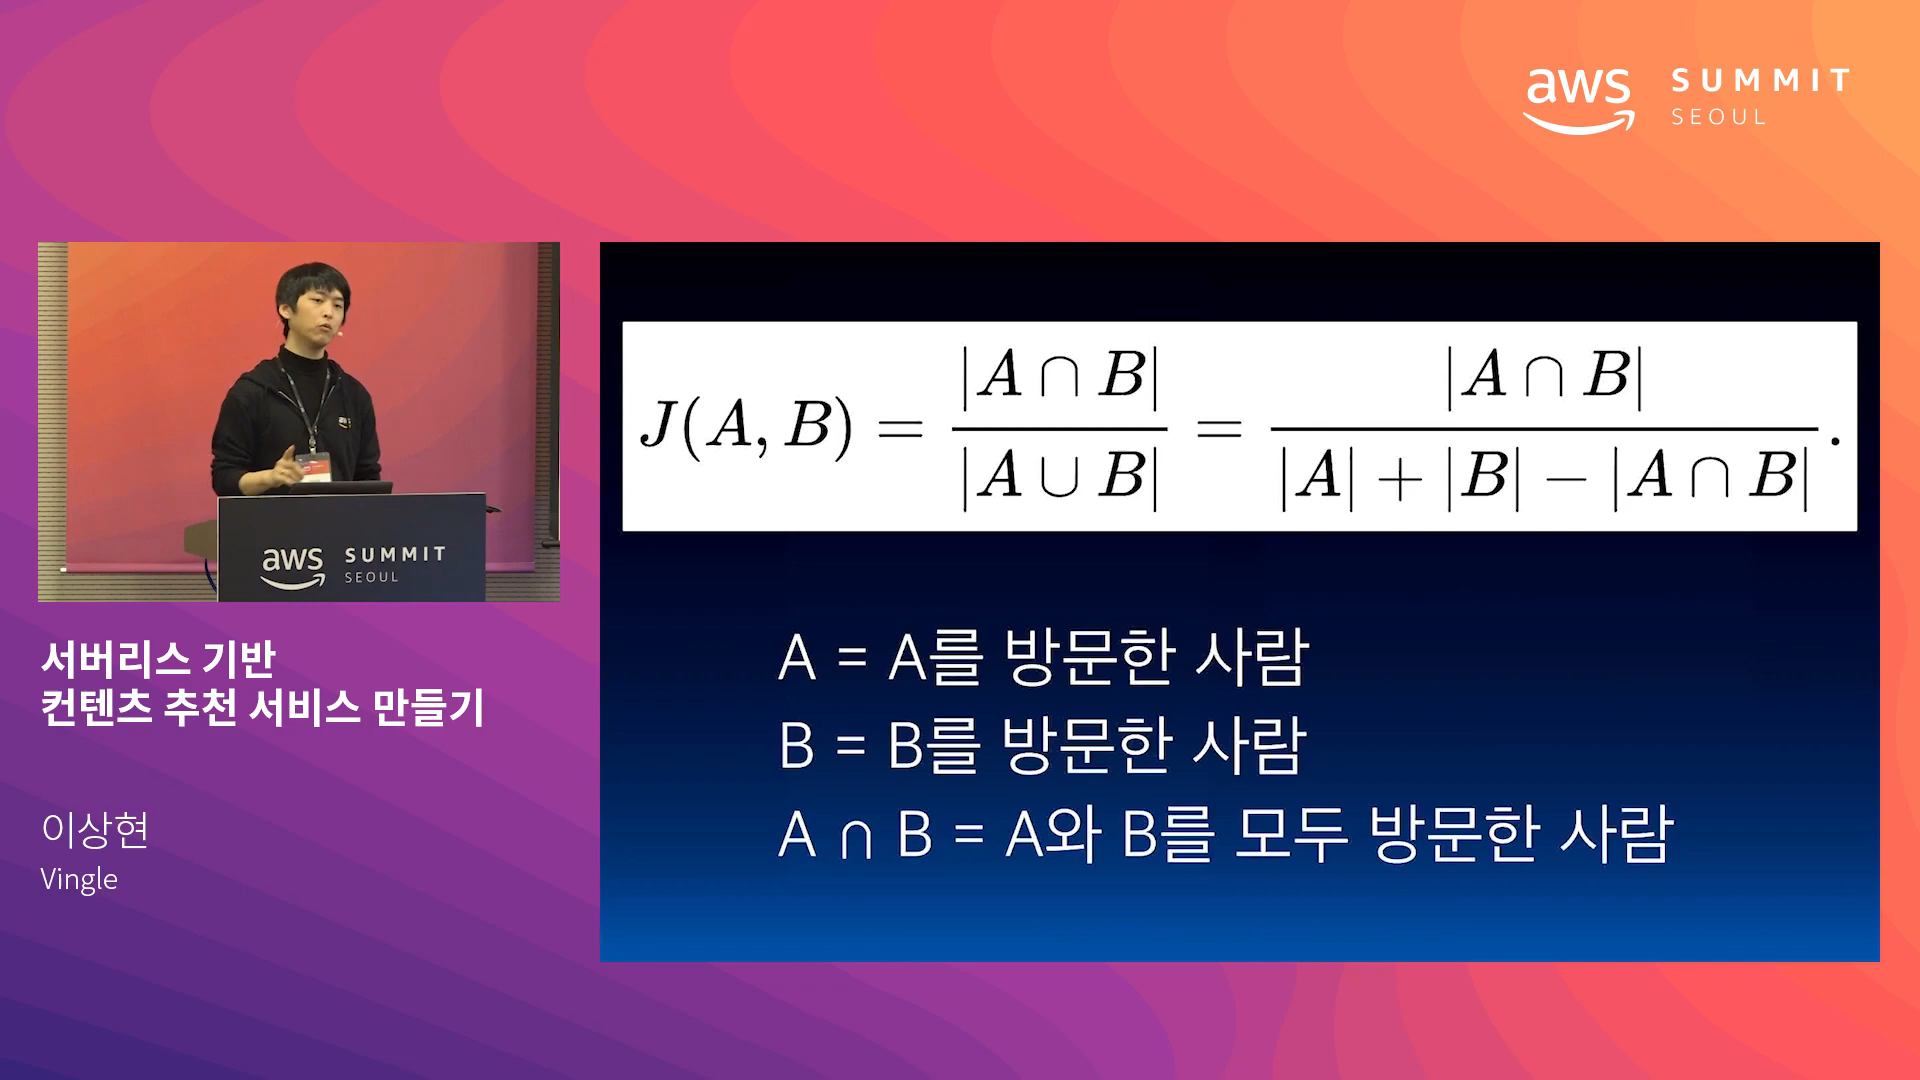 aws SUMMIT
SEOUL
aws SUMMIT
SEOUL
서버리스 기반
컨텐츠 추천 서비스 만들기
이상현
Vingle
J(A, B) = |A ∩ B| / |A ∪ B| = |A ∩ B| / |A| + |B| − |A ∩ B| .
A = A를 방문한 사람
B = B를 방문한 사람
A ∩ B = A와 B를 모두 방문한 사람